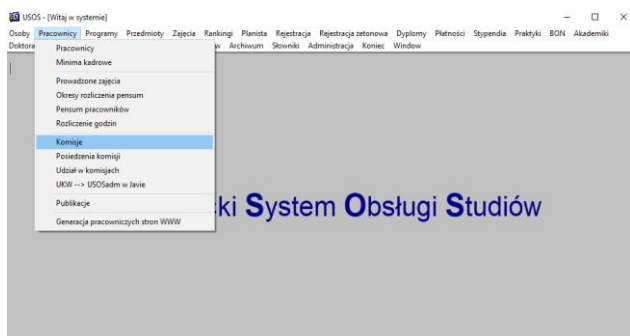 USOS - [Witaj w systemie]
Osoby Pracownicy Programy Przedmioty Zajęcia Rankingi Planista Rejestracja Rejestracja żetonowa Dyplomy Płatności Stypendia Praktyki BON Akademiki
Doktora w Archiwum Słowniki Administracja Koniec Window
Pracownicy
Minima kadrowe
Prowadzone zajęcia
Okresy rozliczenia pensum
Pensum pracowników
Rozliczenie godzin
Komisje
Posiedzenia komisji
Udział w komisjach
UKW --> USOSadm w Javie
Publikacje
Generacja pracowniczych stron WWW
ki System Obsługi Studiów